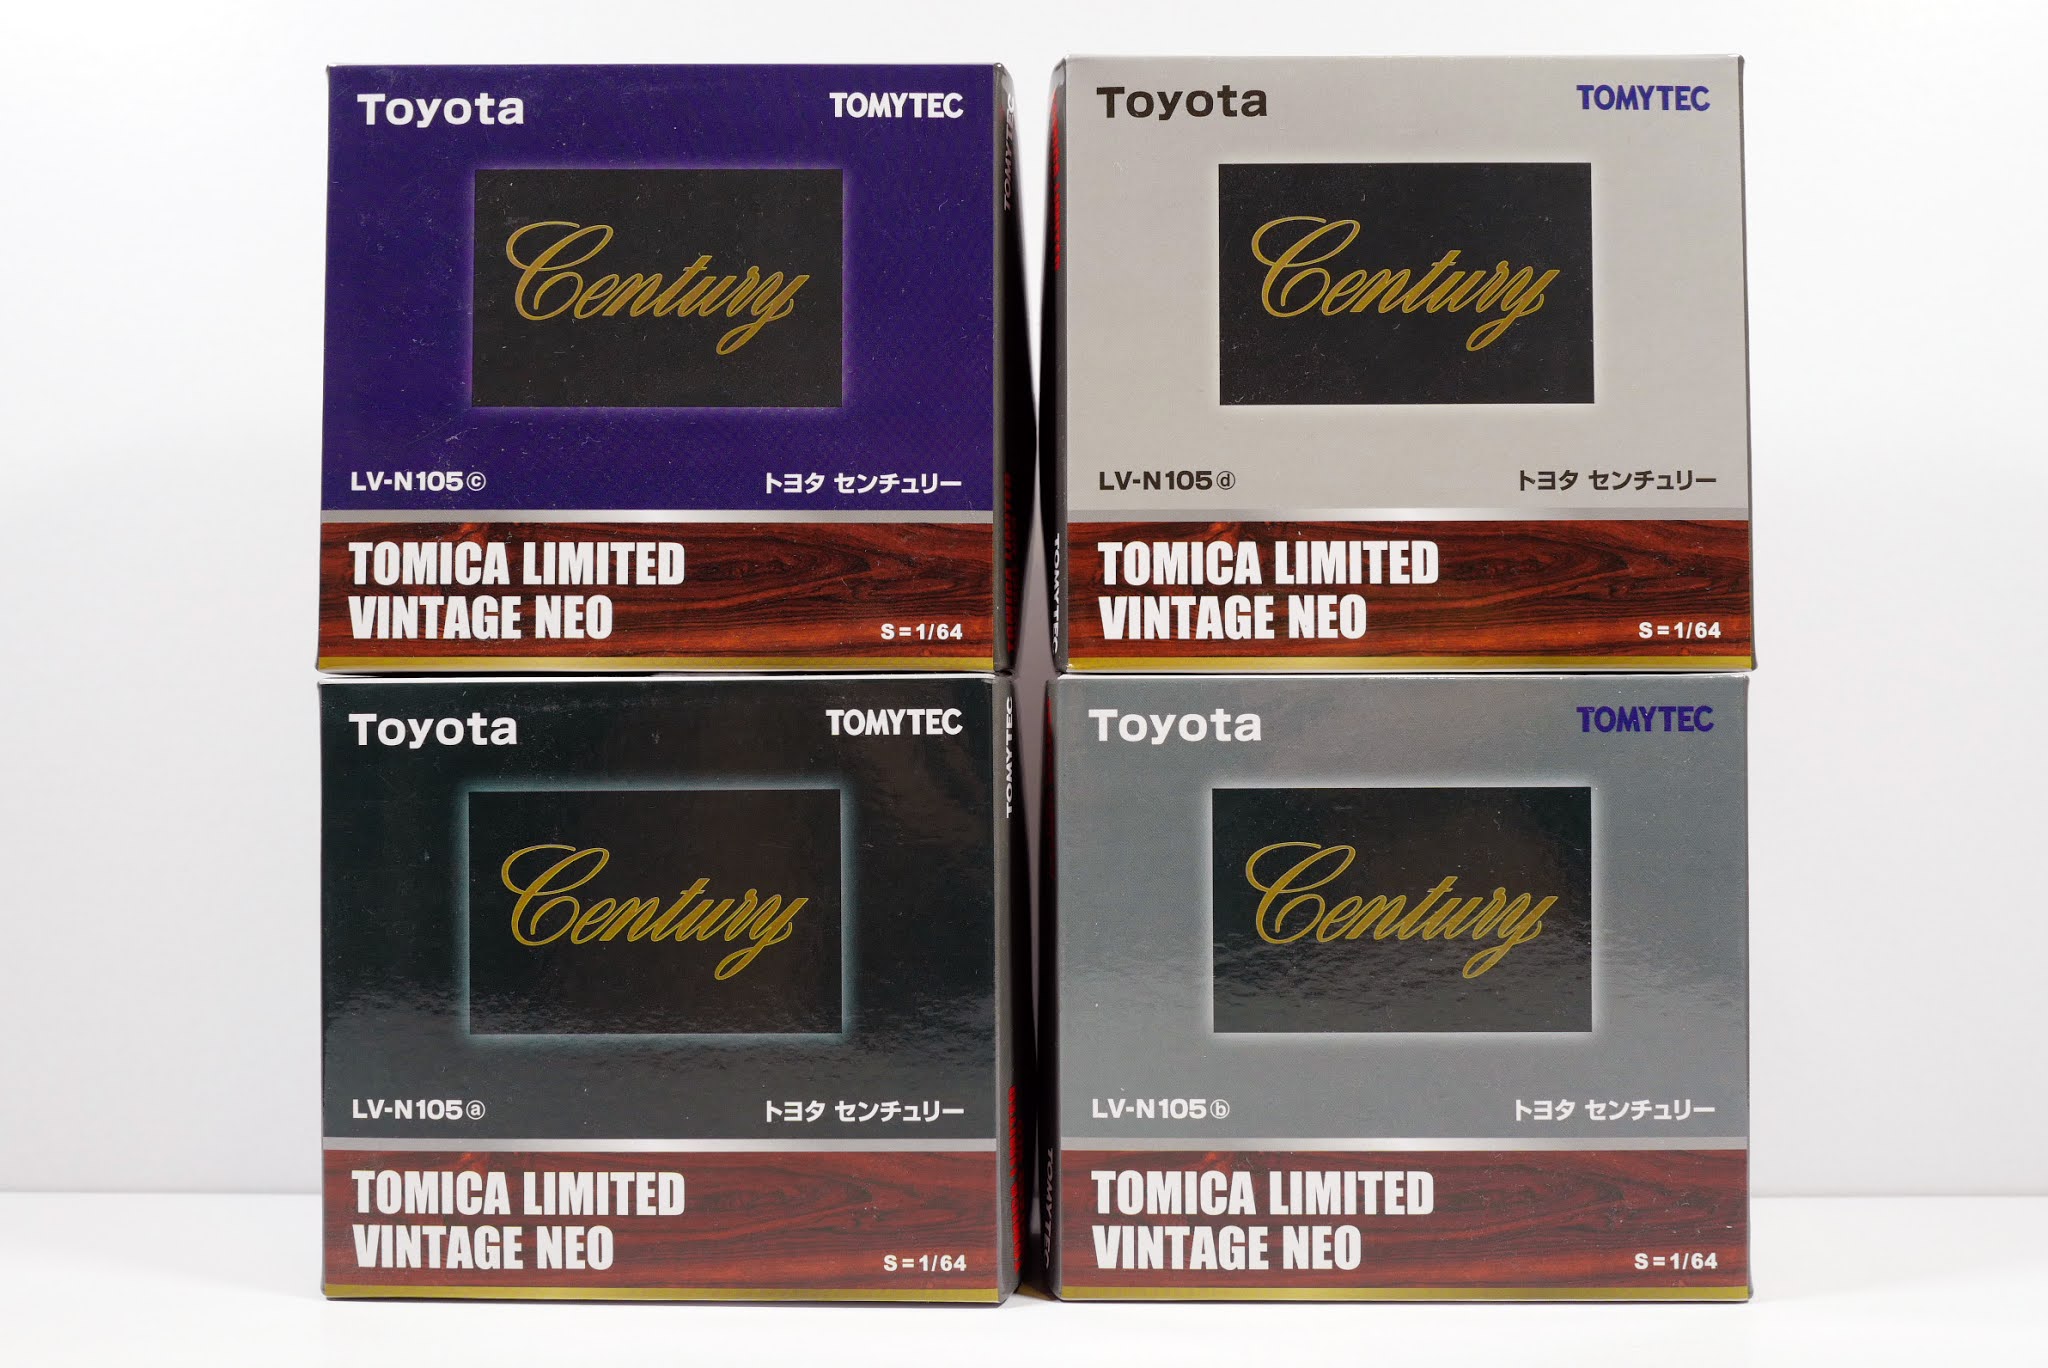 Toyota
TOMYTEC
Century
LV-N105ⓒ
トヨタ センチュリー
TOMICA LIMITED
VINTAGE NEO
S=1/64
TOMYTEC
Toyota
TOMYTEC
Century
LV-N105ⓓ
トヨタ センチュリー
TOMICA LIMITED
VINTAGE NEO
S=1/64
TOMYTEC
Toyota
TOMYTEC
Century
LV-N105ⓐ
トヨタ センチュリー
TOMICA LIMITED
VINTAGE NEO
S=1/64
TOMYTEC
Toyota
TOMYTEC
Century
LV-N105ⓑ
トヨタ センチュリー
TOMICA LIMITED
VINTAGE NEO
S=1/64
TOMYTEC